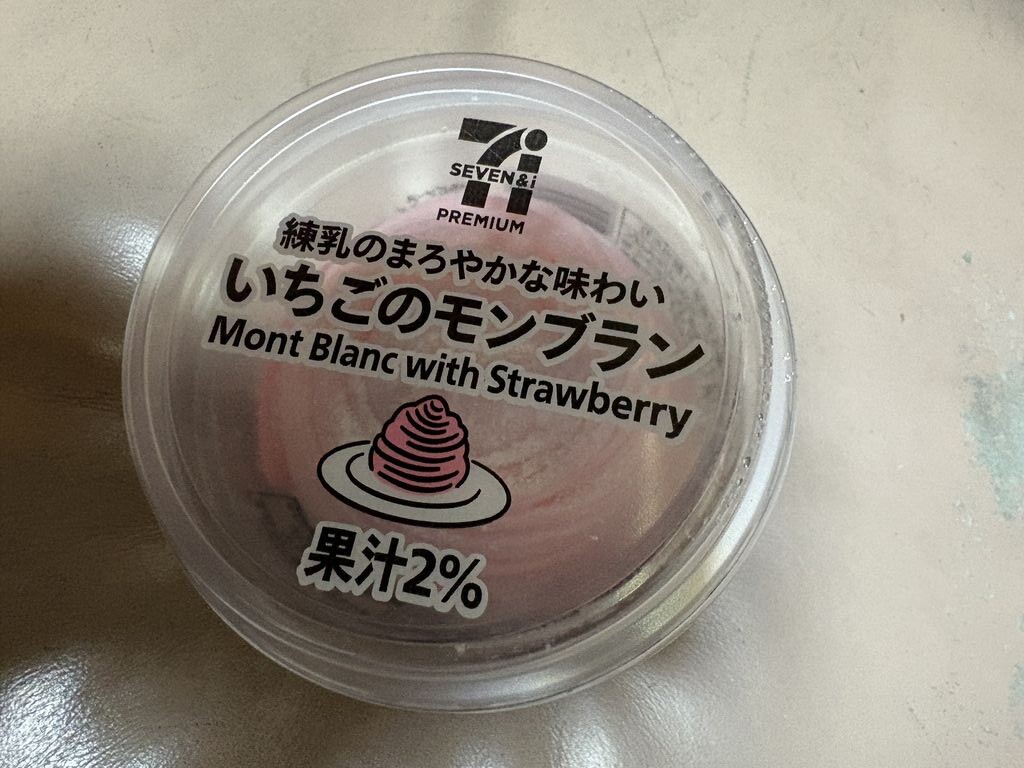 7i
SEVEN&i
PREMIUM
練乳のまろやかな味わい
いちごのモンブラン
Mont Blanc with Strawberry
果汁2%